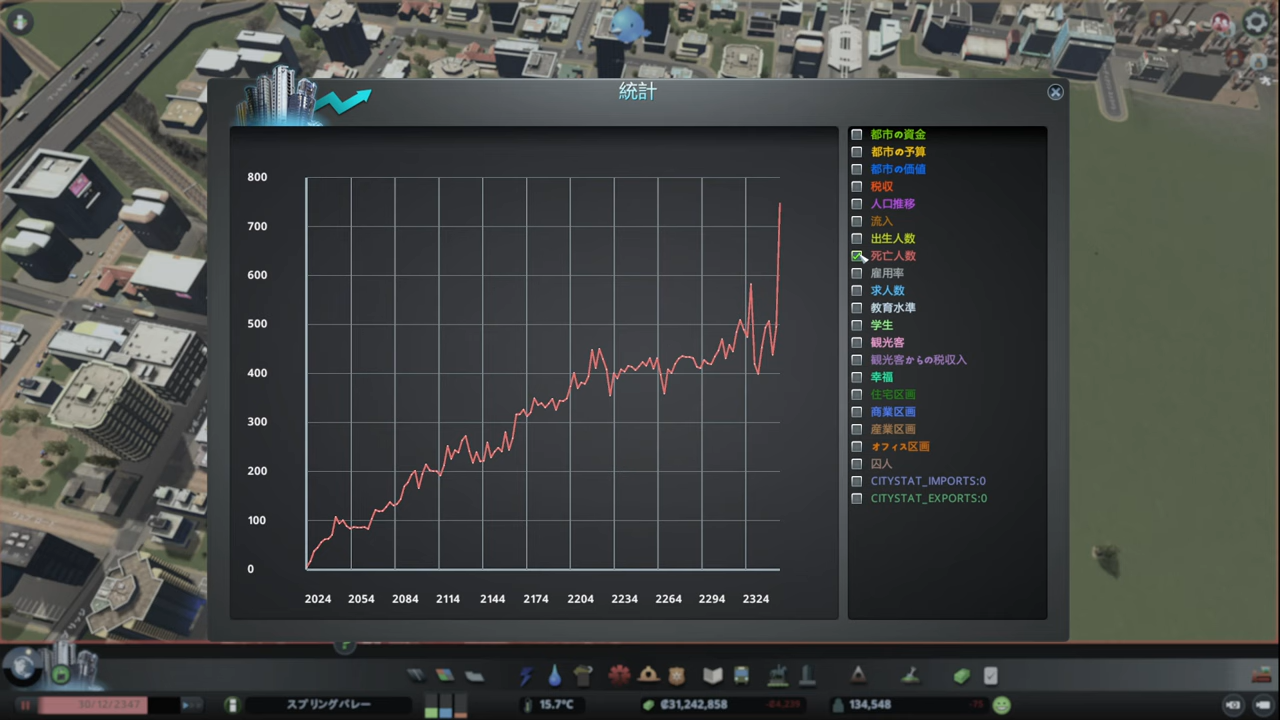 統計
800
700
600
500
400
300
200
100
0
2024 2054 2084 2114 2144 2174 2204 2234 2264 2294 2324
都市の資金
都市の予算
都市の価値
税収
人口推移
流入
出生人数
死亡人数
雇用率
求人数
教育水準
学生
観光客
観光客からの税収入
幸福
住宅区画
商業区画
産業区画
オフィス区画
囚人
CITYSTAT_IMPORTS:0
CITYSTAT_EXPORTS:0
30/12/2347 スプリングバレー 15.7°C ₡31,242,858 -₡4,239 134,548 -75